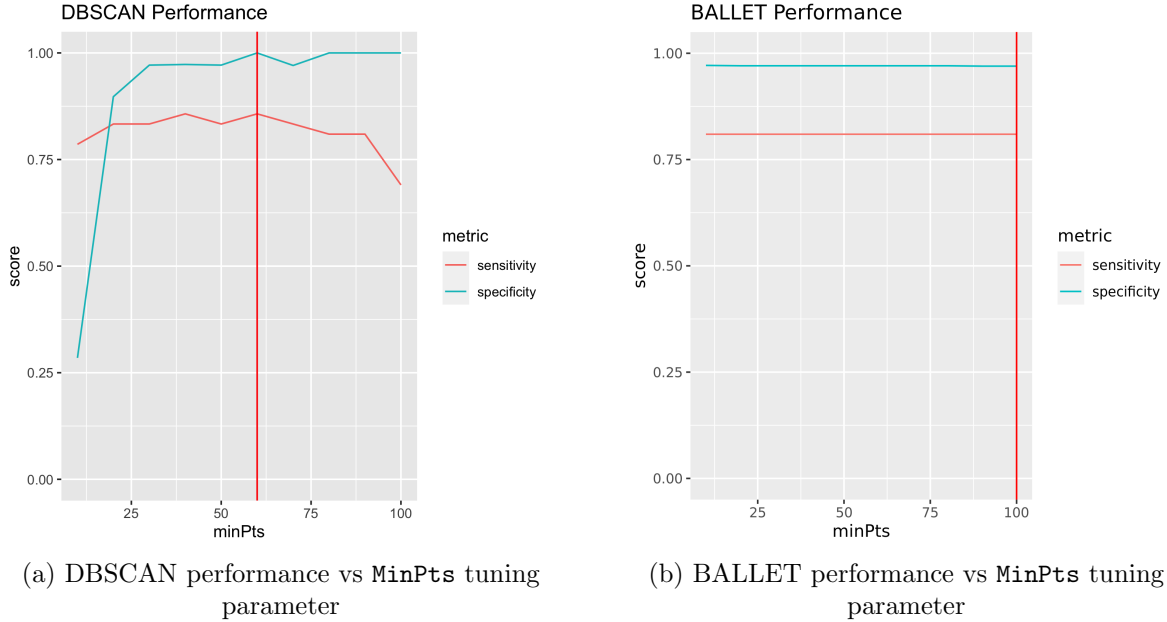 DBSCAN Performance
1.00
0.75
0.50
0.25
0.00
score
25 50 75 100
minPts
metric
sensitivity
specificity
(a) DBSCAN performance vs MinPts tuning
parameter
BALLET Performance
1.00
0.75
0.50
0.25
0.00
score
25 50 75 100
minPts
metric
sensitivity
specificity
(b) BALLET performance vs MinPts tuning
parameter